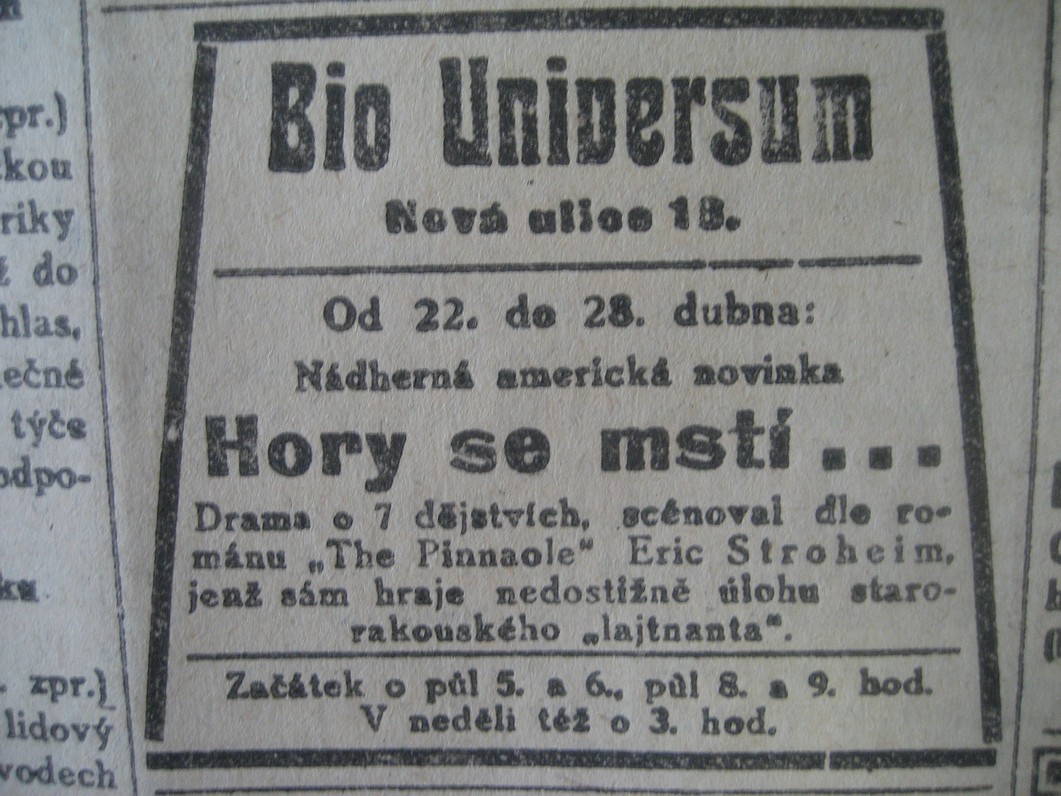 Bio Universum
Nová ulice 18.
Od 22. do 28. dubna:
Nádherná americká novinka
Hory se mstí...
Drama o 7 dějstvích, scénoval dle ro-
mánu „The Pinnaole“ Eric Stroheim,
jenž sám hraje nedostižně úlohu staro-
rakouského „lajtnanta“.
Začátek o půl 5. a 6., půl 8. a 9. hod.
V neděli též o 3. hod.
zpr.)
kou
riky
do
hlas,
ečné
týče
odpo-
zpr.)
lidový
vodech